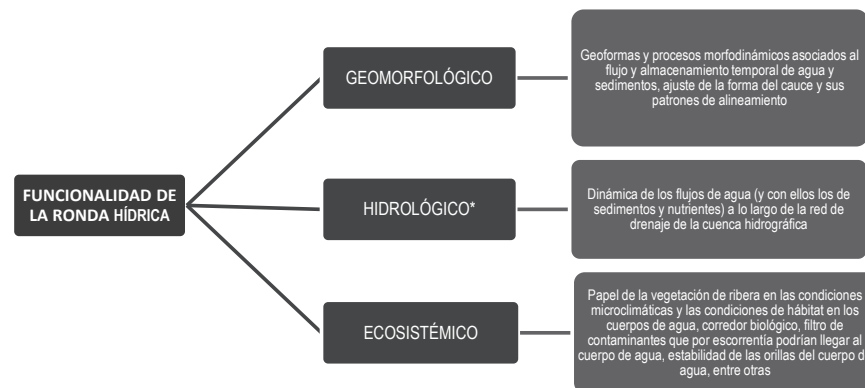 FUNCIONALIDAD DE
LA RONDA HÍDRICA
GEOMORFOLÓGICO
Geoformas y procesos morfodinámicos asociados al
flujo y almacenamiento temporal de agua y
sedimentos, ajuste de la forma del cauce y sus
patrones de alineamiento
HIDROLÓGICO*
Dinámica de los flujos de agua (y con ellos los de
sedimentos y nutrientes) a lo largo de la red de
drenaje de la cuenca hidrográfica
ECOSISTÉMICO
Papel de la vegetación de ribera en las condiciones
microclimáticas y las condiciones de hábitat en los
cuerpos de agua, corredor biológico, filtro de
contaminantes que por escorrentía podrían llegar al
cuerpo de agua, estabilidad de las orillas del cuerpo d
agua, entre otras